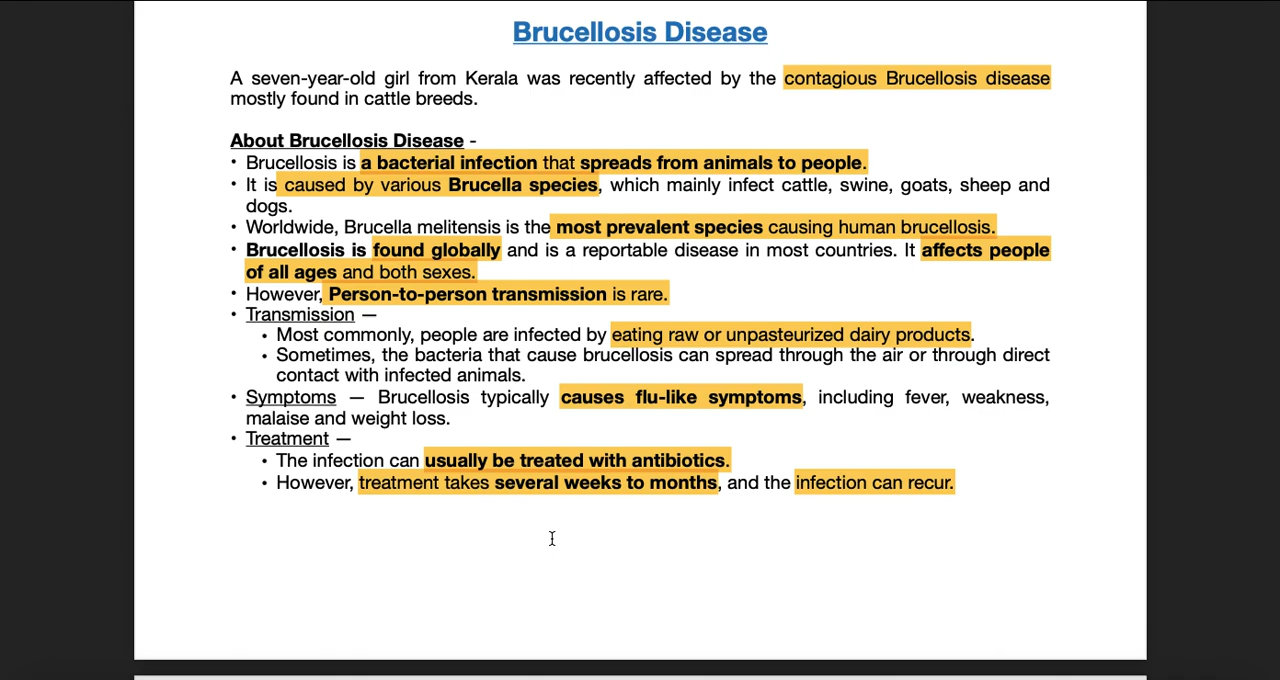 Brucellosis Disease
A seven-year-old girl from Kerala was recently affected by the contagious Brucellosis disease
mostly found in cattle breeds.
About Brucellosis Disease -
• Brucellosis is a bacterial infection that spreads from animals to people.
• It is caused by various Brucella species, which mainly infect cattle, swine, goats, sheep and
dogs.
• Worldwide, Brucella melitensis is the most prevalent species causing human brucellosis.
• Brucellosis is found globally and is a reportable disease in most countries. It affects people
of all ages and both sexes.
• However, Person-to-person transmission is rare.
• Transmission —
• Most commonly, people are infected by eating raw or unpasteurized dairy products.
• Sometimes, the bacteria that cause brucellosis can spread through the air or through direct
contact with infected animals.
• Symptoms — Brucellosis typically causes flu-like symptoms, including fever, weakness,
malaise and weight loss.
• Treatment —
• The infection can usually be treated with antibiotics.
• However, treatment takes several weeks to months, and the infection can recur.